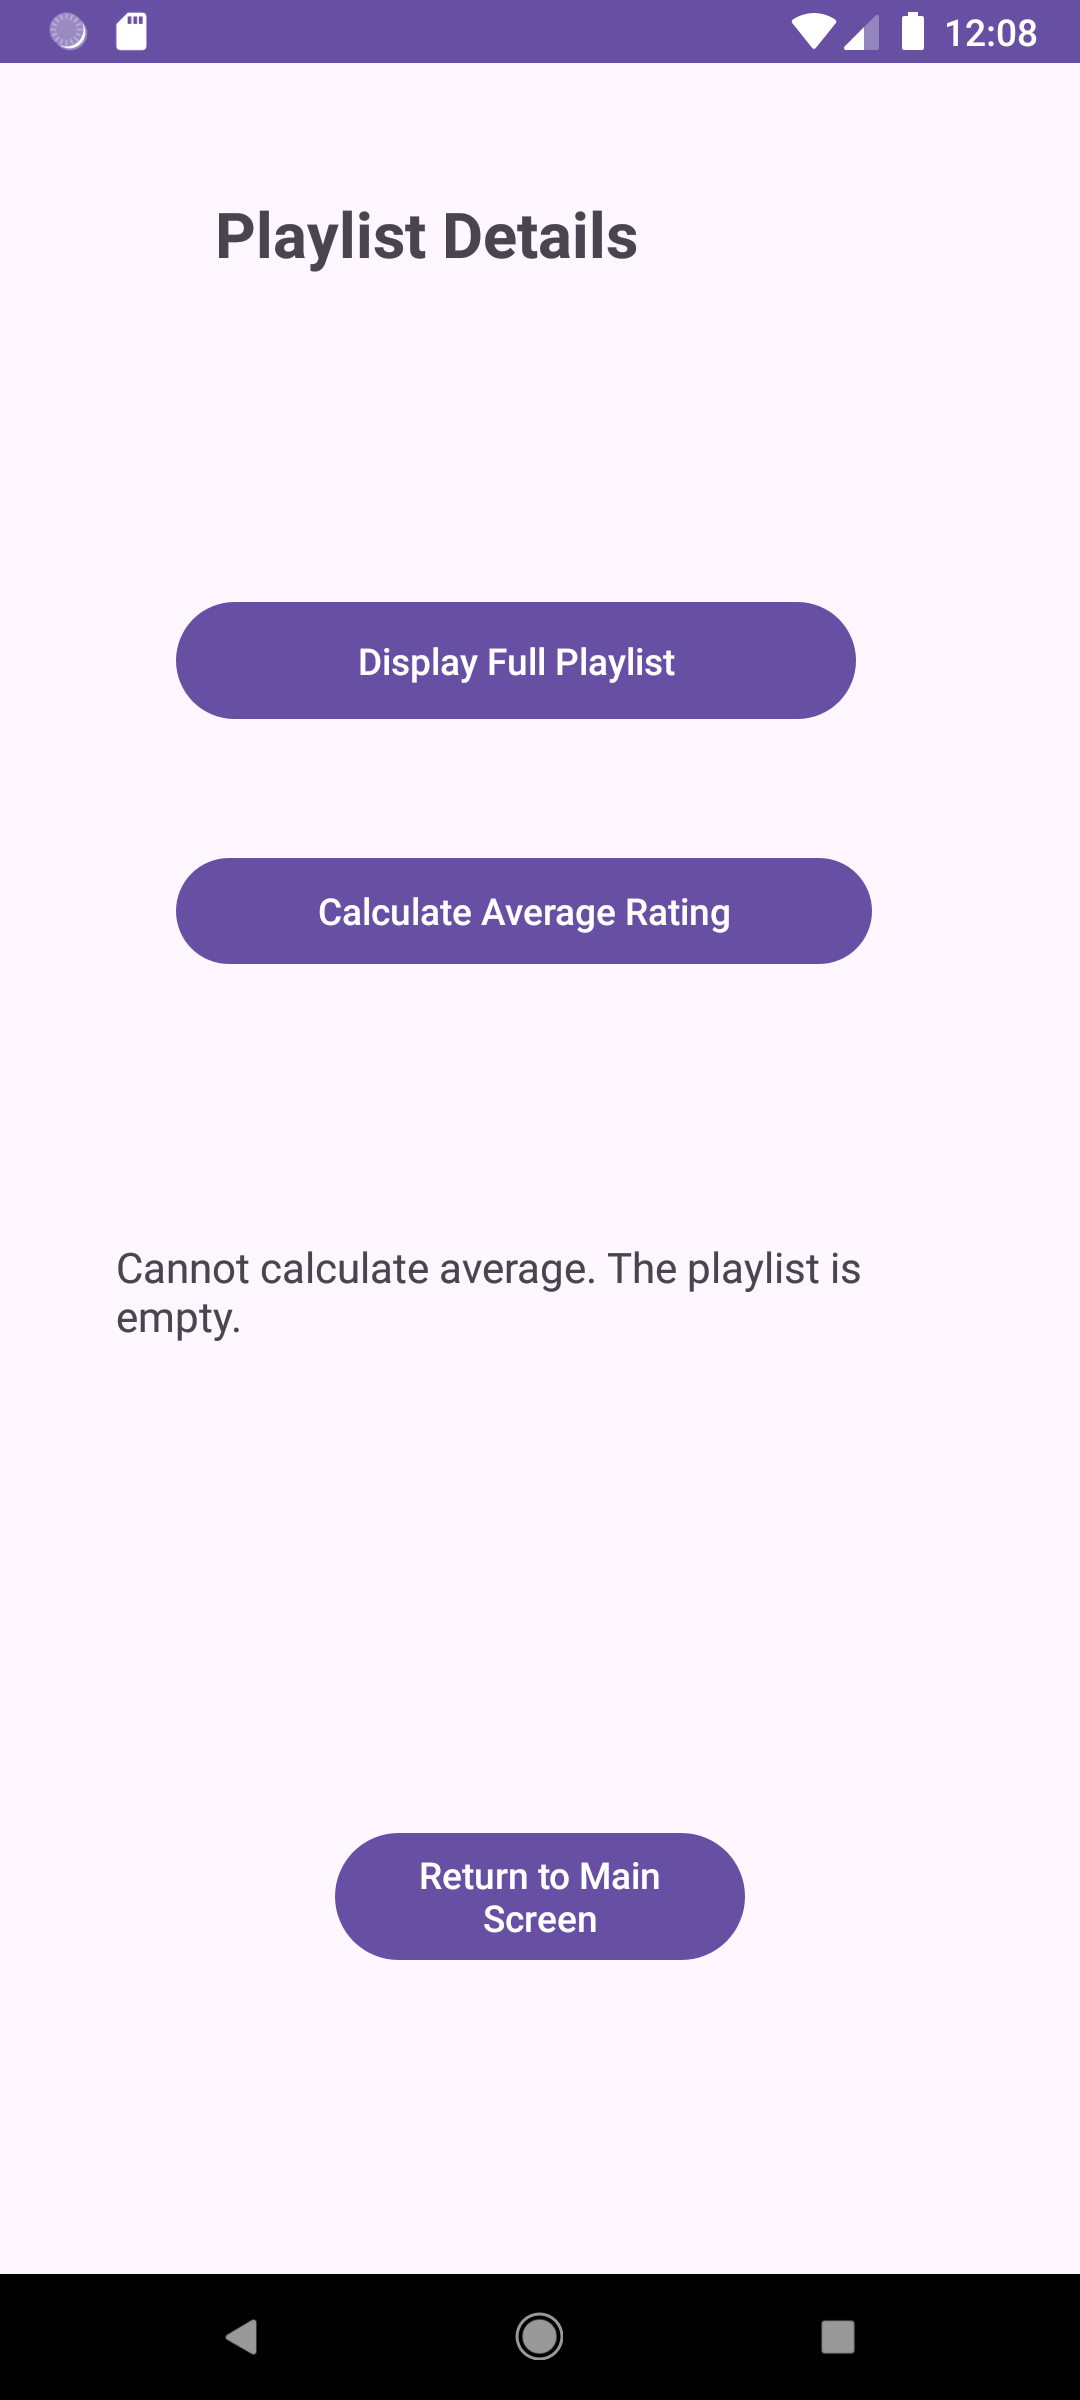 12:08
Playlist Details
Display Full Playlist
Calculate Average Rating
Cannot calculate average. The playlist is
empty.
Return to Main
Screen